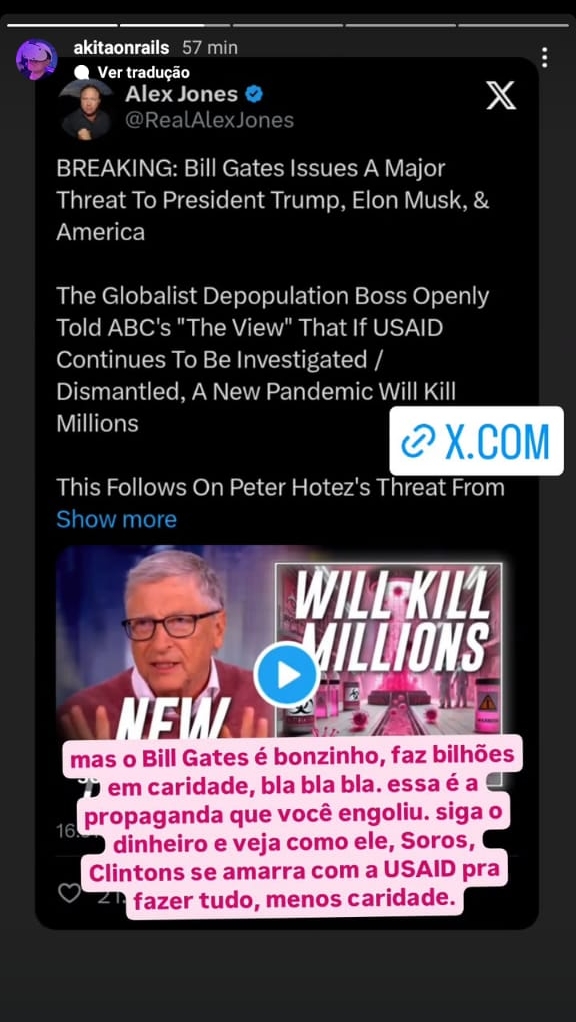 akitaonrails 57 min
Ver tradução
Alex Jones
@RealAlexJones
X
BREAKING: Bill Gates Issues A Major
Threat To President Trump, Elon Musk, &
America
The Globalist Depopulation Boss Openly
Told ABC's "The View" That If USAID
Continues To Be Investigated /
Dismantled, A New Pandemic Will Kill
Millions
X.COM
This Follows On Peter Hotez's Threat From
Show more
WILL KILL
MILLIONS
NEW
mas o Bill Gates é bonzinho, faz bilhões
em caridade, bla bla bla. essa é a
propaganda que você engoliu. siga o
dinheiro e veja como ele, Soros,
Clintons se amarra com a USAID pra
fazer tudo, menos caridade.